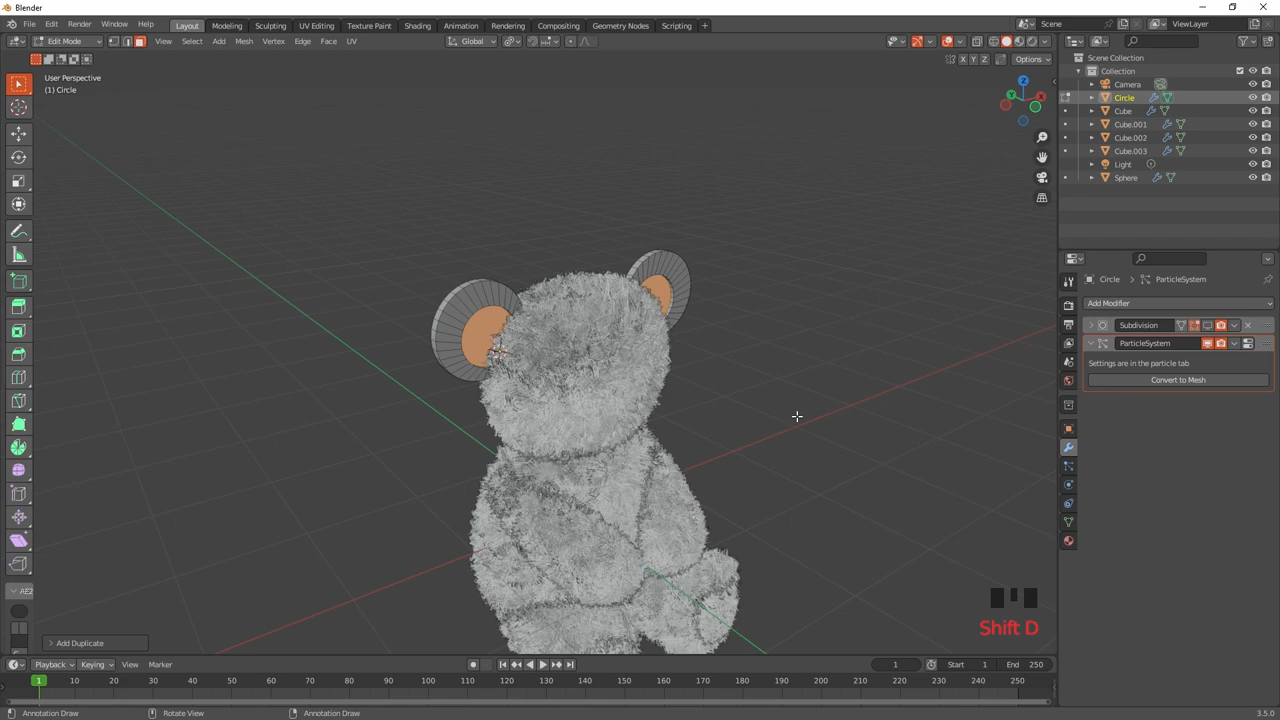 Blender
File Edit Render Window Help Layout Modeling Sculpting UV Editing Texture Paint Shading Animation Rendering Compositing Geometry Nodes Scripting + Scene ViewLayer
Edit Mode View Select Add Mesh Vertex Edge Face UV Global
X Y Z Options
User Perspective
(1) Circle
Scene Collection
Collection
Camera
Circle
Cube
Cube.001
Cube.002
Cube.003
Light
Sphere
Circle > ParticleSystem
Add Modifier
Subdivision
ParticleSystem
Settings are in the particle tab
Convert to Mesh
Z
Y
X
Add Duplicate
Shift D
Playback Keying View Marker 1 Start 1 End 250
1 10 20 30 40 50 60 70 80 90 100 110 120 130 140 150 160 170 180 190 200 210 220 230 240 250
Annotation Draw Rotate View Annotation Draw 3.5.0